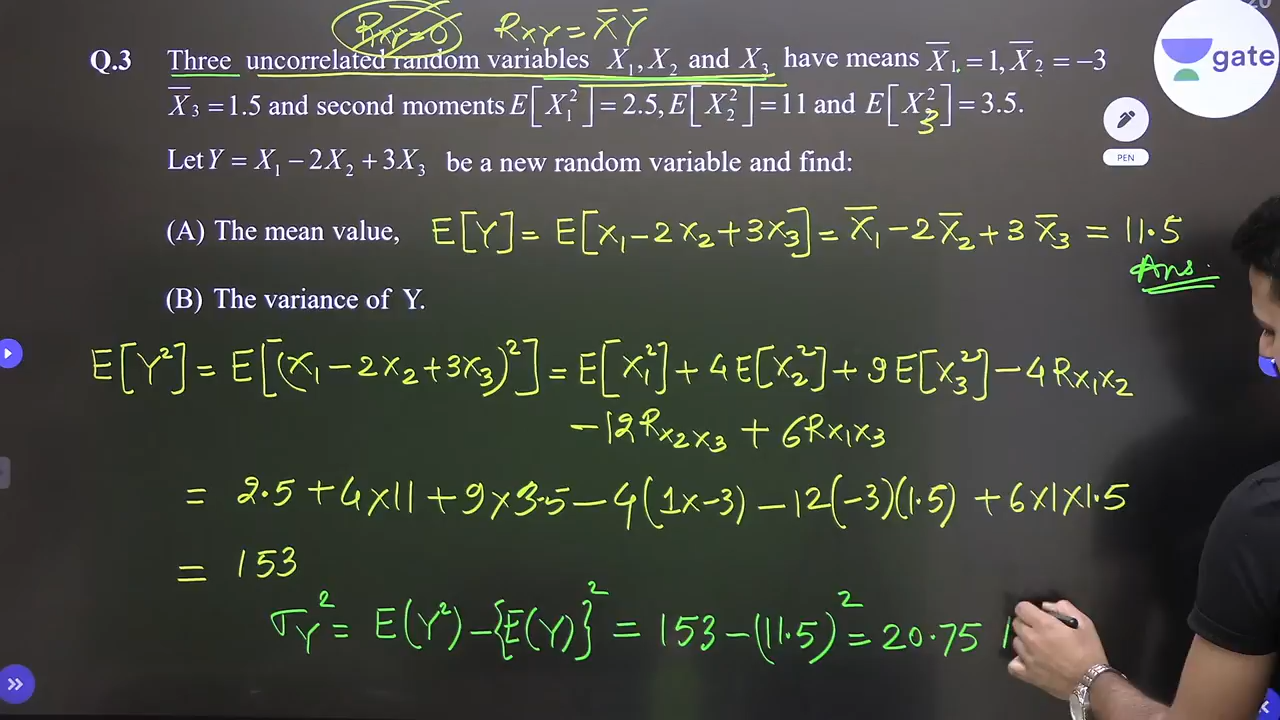 R_XY=0 R_XY = X̅ Y̅
Q.3 Three uncorrelated random variables X₁, X₂ and X₃ have means X̅₁ = 1, X̅₂ = −3
X̅₃ = 1.5 and second moments E[X₁²] = 2.5, E[X₂²] = 11 and E[X₃²] = 3.5.
Let Y = X₁ − 2X₂ + 3X₃ be a new random variable and find:
(A) The mean value, E[Y] = E[X₁ − 2X₂ + 3X₃] = X̅₁ − 2X̅₂ + 3X̅₃ = 11.5
Ans.
(B) The variance of Y.
E[Y²] = E[(X₁ − 2X₂ + 3X₃)²] = E[X₁²] + 4E[X₂²] + 9E[X₃²] − 4R_X₁X₂
− 12R_X₂X₃ + 6R_X₁X₃
= 2.5 + 4×11 + 9×3.5 − 4(1×−3) − 12(−3)(1.5) + 6×1×1.5
= 153
σ_Y² = E(Y²) − {E(Y)}² = 153 − (11.5)² = 20.75
gate
PEN